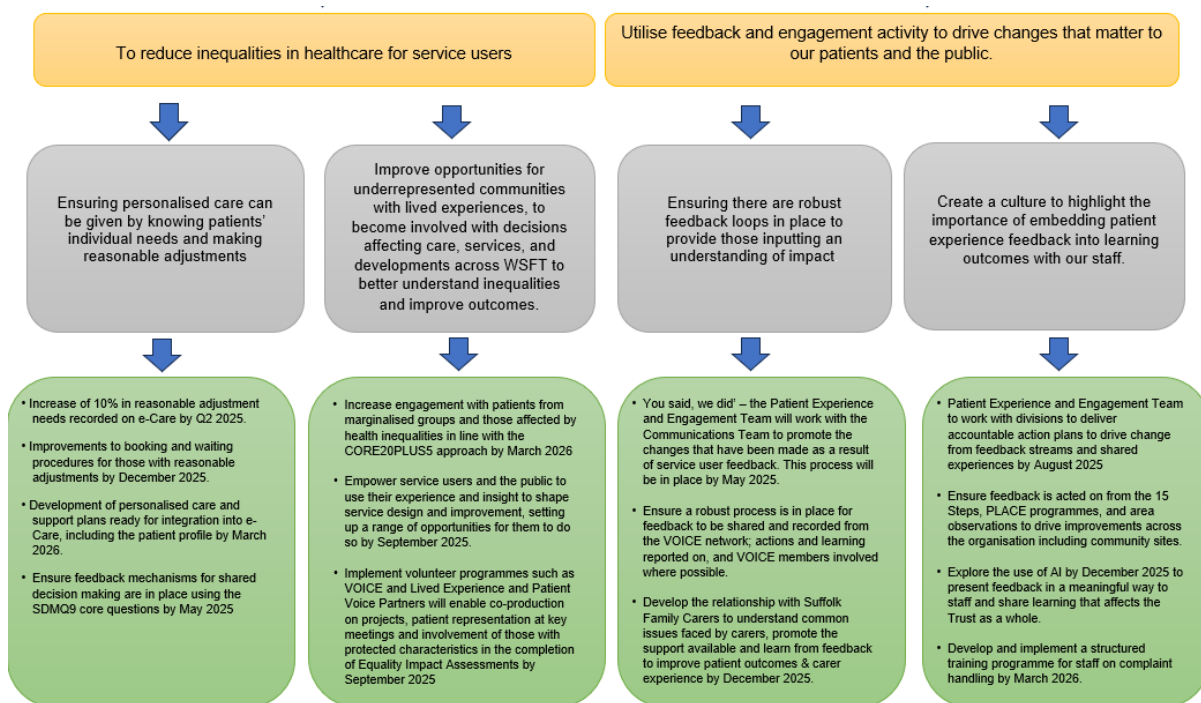 To reduce inequalities in healthcare for service users
Utilise feedback and engagement activity to drive changes that matter to
our patients and the public.
Ensuring personalised care can
be given by knowing patients'
individual needs and making
reasonable adjustments
Improve opportunities for
underrepresented communities
with lived experiences, to
become involved with decisions
affecting care, services, and
developments across WSFT to
better understand inequalities
and improve outcomes.
Ensuring there are robust
feedback loops in place to
provide those inputting an
understanding of impact
Create a culture to highlight the
importance of embedding patient
experience feedback into learning
outcomes with our staff.
• Increase of 10% in reasonable adjustment
needs recorded on e-Care by Q2 2025.
• Improvements to booking and waiting
procedures for those with reasonable
adjustments by December 2025.
• Development of personalised care and
support plans ready for integration into e-
Care, including the patient profile by March
2026.
• Ensure feedback mechanisms for shared
decision making are in place using the
SDMQ9 core questions by May 2025
• Increase engagement with patients from
marginalised groups and those affected by
health inequalities in line with the
CORE20PLUS5 approach by March 2026
• Empower service users and the public to
use their experience and insight to shape
service design and improvement, setting
up a range of opportunities for them to do
so by September 2025.
• Implement volunteer programmes such as
VOICE and Lived Experience and Patient
Voice Partners will enable co-production
on projects, patient representation at key
meetings and involvement of those with
protected characteristics in the completion
of Equality Impact Assessments by
September 2025
• 'You said, we did' – the Patient Experience
and Engagement Team will work with the
Communications Team to promote the
changes that have been made as a result
of service user feedback. This process will
be in place by May 2025.
• Ensure a robust process is in place for
feedback to be shared and recorded from
the VOICE network; actions and learning
reported on, and VOICE members involved
where possible.
• Develop the relationship with Suffolk
Family Carers to understand common
issues faced by carers, promote the
support available and learn from feedback
to improve patient outcomes & carer
experience by December 2025.
• Patient Experience and Engagement Team
to work with divisions to deliver
accountable action plans to drive change
from feedback streams and shared
experiences by August 2025
• Ensure feedback is acted on from the 15
Steps, PLACE programmes, and area
observations to drive improvements across
the organisation including community sites.
• Explore the use of AI by December 2025 to
present feedback in a meaningful way to
staff and share learning that affects the
Trust as a whole.
• Develop and implement a structured
training programme for staff on complaint
handling by March 2026.